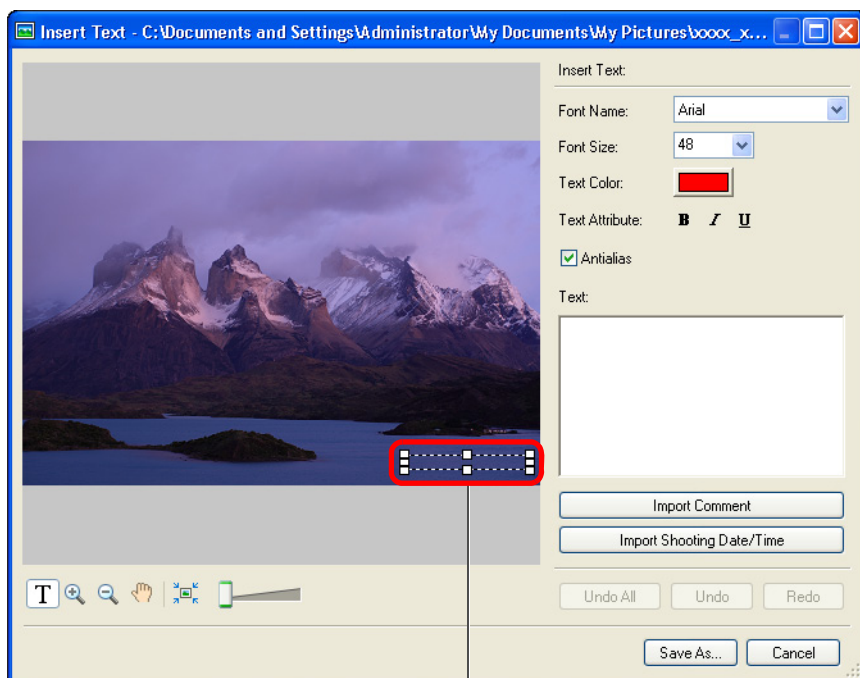 Insert Text - C:\Documents and Settings\Administrator\My Documents\My Pictures\xxxx_x...
Insert Text:
Font Name: Arial
Font Size: 48
Text Color:
Text Attribute: B I U
Antialias
Text:
Import Comment
Import Shooting Date/Time
T
Undo All Undo Redo
Save As... Cancel